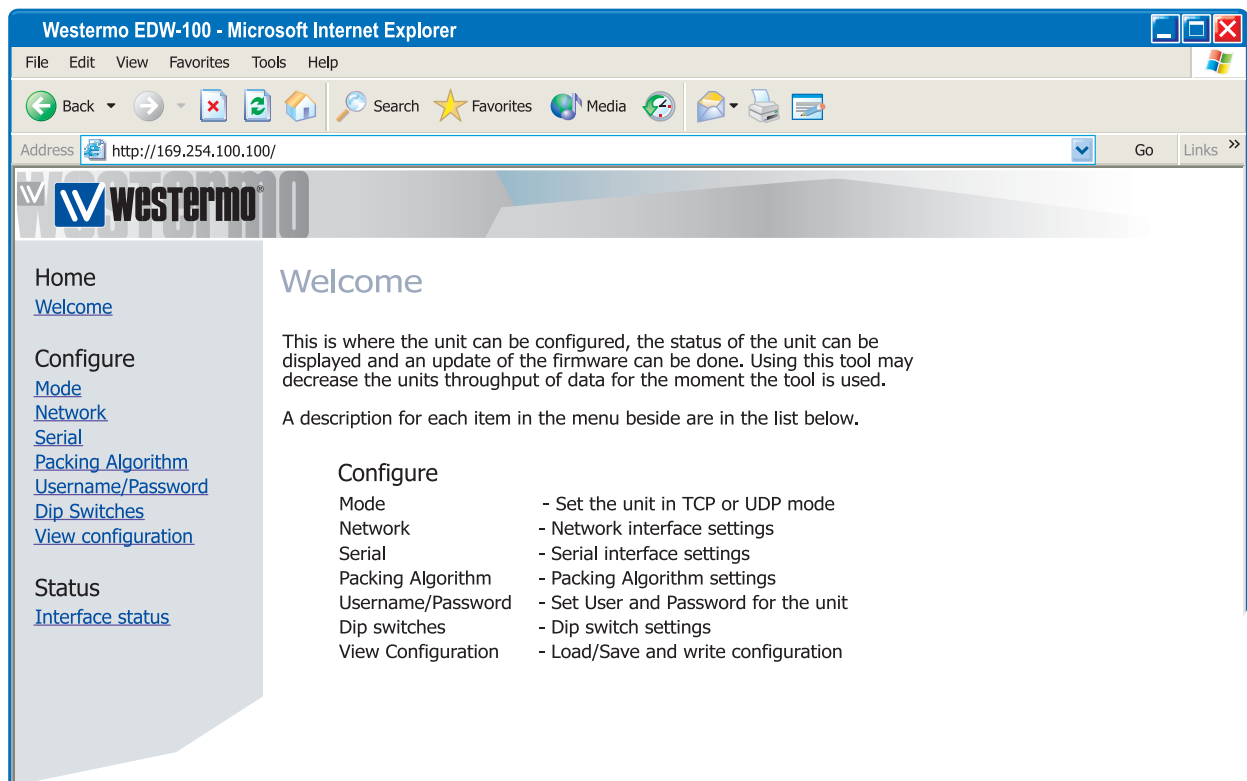 Westermo EDW-100 - Microsoft Internet Explorer
File Edit View Favorites Tools Help
Back Search Favorites Media
Address http://169.254.100.100/ Go Links »
westermo®
Home
Welcome
Configure
Mode
Network
Serial
Packing Algorithm
Username/Password
Dip Switches
View configuration
Status
Interface status
Welcome
This is where the unit can be configured, the status of the unit can be
displayed and an update of the firmware can be done. Using this tool may
decrease the units throughput of data for the moment the tool is used.
A description for each item in the menu beside are in the list below.
Configure
Mode - Set the unit in TCP or UDP mode
Network - Network interface settings
Serial - Serial interface settings
Packing Algorithm - Packing Algorithm settings
Username/Password - Set User and Password for the unit
Dip switches - Dip switch settings
View Configuration - Load/Save and write configuration